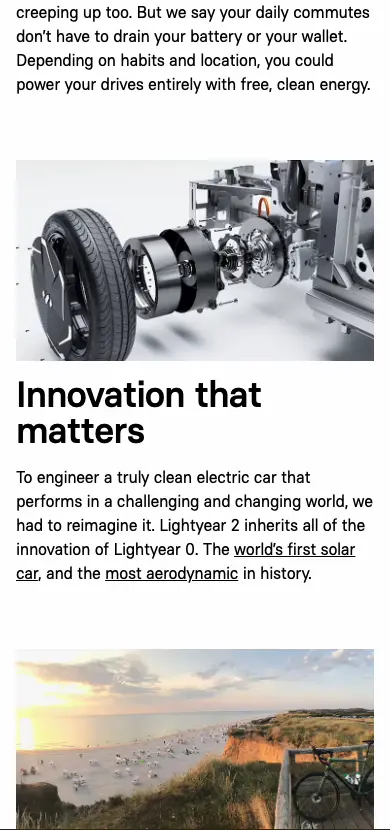 creeping up too. But we say your daily commutes
don’t have to drain your battery or your wallet.
Depending on habits and location, you could
power your drives entirely with free, clean energy.
Innovation that
matters
To engineer a truly clean electric car that
performs in a challenging and changing world, we
had to reimagine it. Lightyear 2 inherits all of the
innovation of Lightyear 0. The world’s first solar
car, and the most aerodynamic in history.